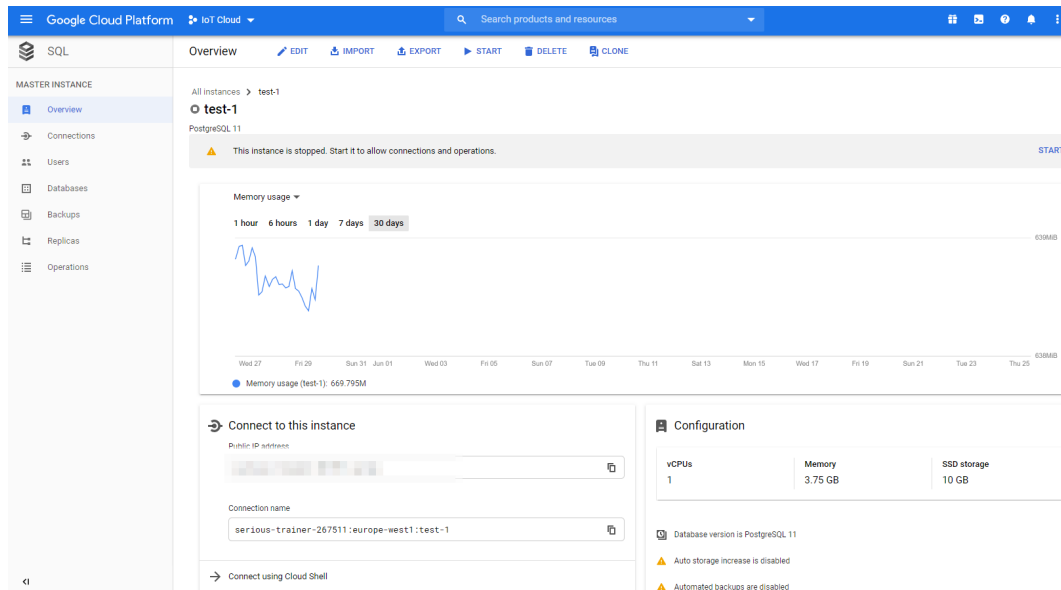 Google Cloud Platform IoT Cloud Search products and resources
SQL Overview EDIT IMPORT EXPORT START DELETE CLONE
MASTER INSTANCE
Overview
Connections
Users
Databases
Backups
Replicas
Operations
All instances > test-1
test-1
PostgreSQL 11
This instance is stopped. Start it to allow connections and operations. START
Memory usage
1 hour 6 hours 1 day 7 days 30 days
639MiB
638MiB
Wed 27 Fri 29 Sun 31 Jun 01 Wed 03 Fri 05 Sun 07 Tue 09 Thu 11 Sat 13 Mon 15 Wed 17 Fri 19 Sun 21 Tue 23 Thu 25
Memory usage (test-1): 669.795M
Connect to this instance
Public IP address
Connection name
serious-trainer-267511:europe-west1:test-1
Connect using Cloud Shell
Configuration
vCPUs Memory SSD storage
1 3.75 GB 10 GB
Database version is PostgreSQL 11
Auto storage increase is disabled
Automated backups are disabled